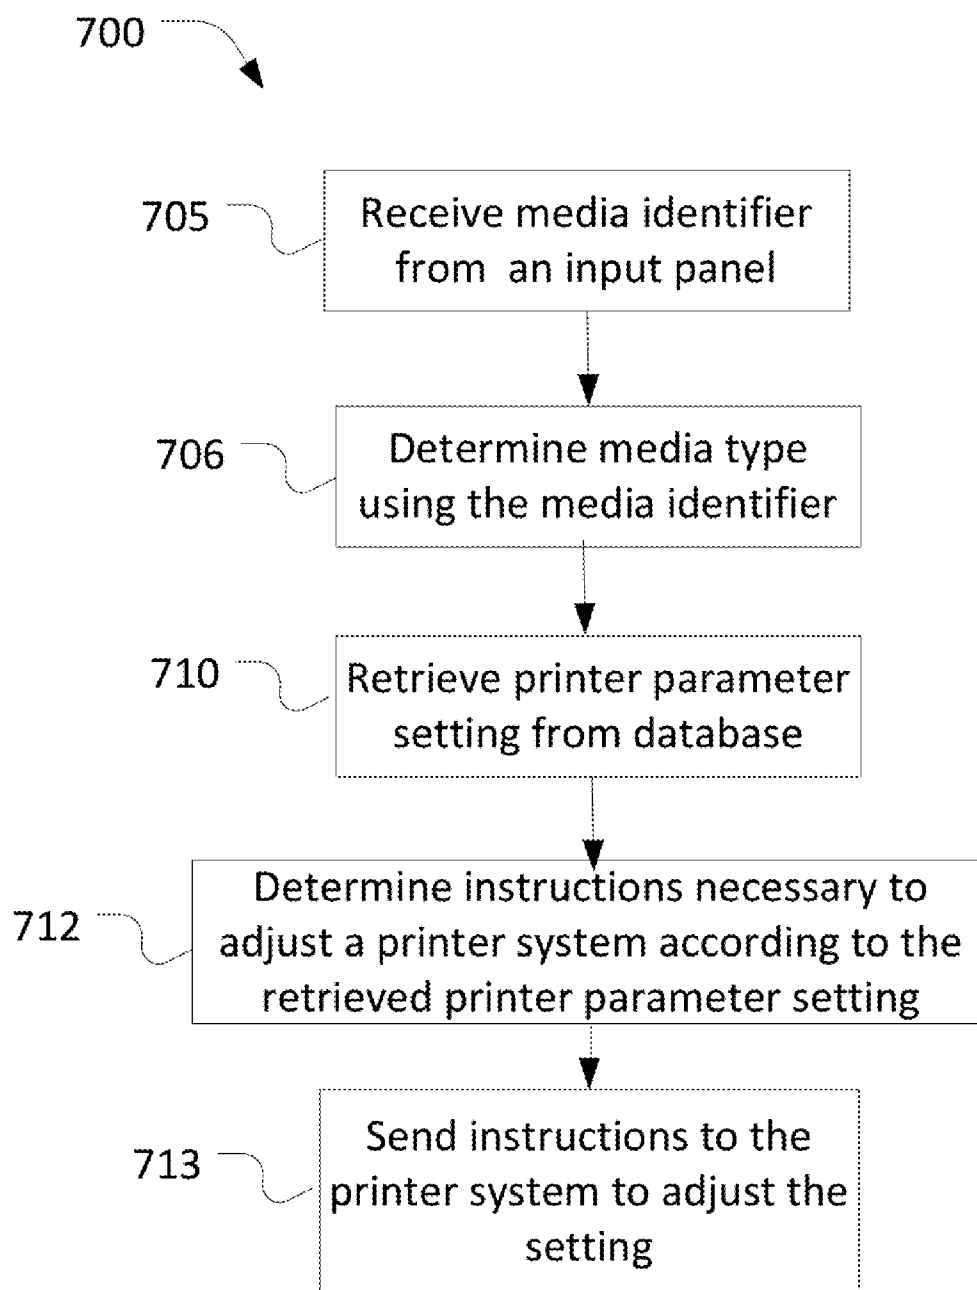 700
705
Receive media identifier
from an input panel
706
Determine media type
using the media identifier
710
Retrieve printer parameter
setting from database
712
Determine instructions necessary to
adjust a printer system according to the
retrieved printer parameter setting
713
Send instructions to the
printer system to adjust the
setting